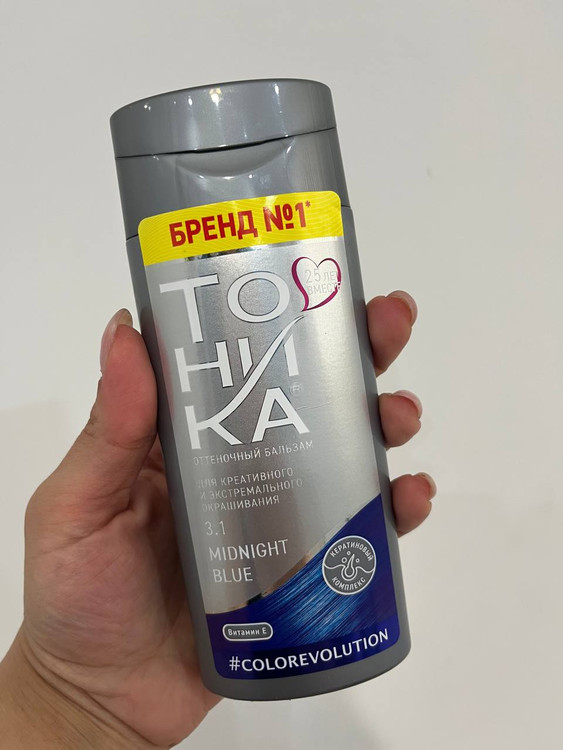 БРЕНД №1*
25 ЛЕТ
ВМЕСТЕ
ТО
НИ
КА
ОТТЕНОЧНЫЙ БАЛЬЗАМ
ДЛЯ КРЕАТИВНОГО
И ЭКСТРЕМАЛЬНОГО
ОКРАШИВАНИЯ
3.1
MIDNIGHT
BLUE
КЕРАТИНОВЫЙ
КОМПЛЕКС
Витамин Е
#COLOREVOLUTION